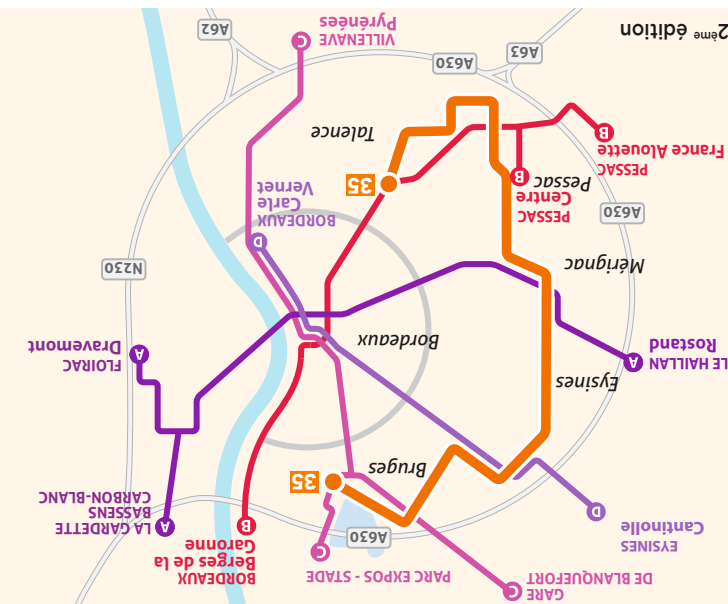 GARE
DE BLANQUEFORT
C
PARC EXPOS - STADE
C
EYSINES
Cantinolle
D
A630
BORDEAUX
Berges de la
Garonne
B
LA GARDETTE
BASSENS
CARBON-BLANC
A
35
Bruges
Eysines
LE HAILLAN
Rostand
A
Bordeaux
FLOIRAC
Dravemont
A
Mérignac
N230
A630
BORDEAUX
Carle
Vernet
D
PESSAC
Centre
B
Pessac
35
PESSAC
France Alouette
B
Talence
A630
A63
VILLENAVE
Pyrénées
C
A62
2ème édition